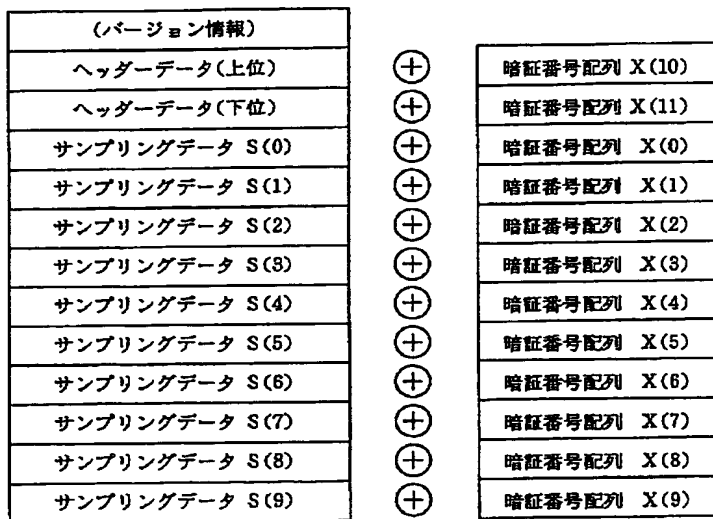 (バージョン情報)
ヘッダーデータ(上位) ⊕ 暗証番号配列 X(10)
ヘッダーデータ(下位) ⊕ 暗証番号配列 X(11)
サンプリングデータ S(0) ⊕ 暗証番号配列 X(0)
サンプリングデータ S(1) ⊕ 暗証番号配列 X(1)
サンプリングデータ S(2) ⊕ 暗証番号配列 X(2)
サンプリングデータ S(3) ⊕ 暗証番号配列 X(3)
サンプリングデータ S(4) ⊕ 暗証番号配列 X(4)
サンプリングデータ S(5) ⊕ 暗証番号配列 X(5)
サンプリングデータ S(6) ⊕ 暗証番号配列 X(6)
サンプリングデータ S(7) ⊕ 暗証番号配列 X(7)
サンプリングデータ S(8) ⊕ 暗証番号配列 X(8)
サンプリングデータ S(9) ⊕ 暗証番号配列 X(9)